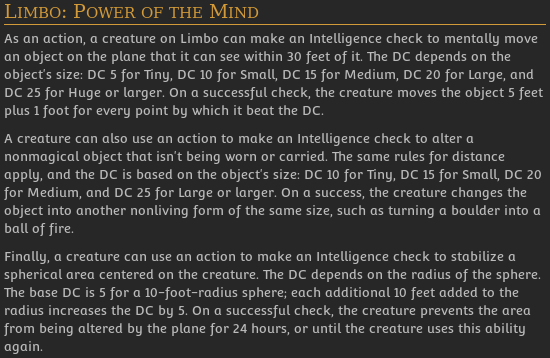 Limbo: Power of the Mind
As an action, a creature on Limbo can make an Intelligence check to mentally move
an object on the plane that it can see within 30 feet of it. The DC depends on the
object's size: DC 5 for Tiny, DC 10 for Small, DC 15 for Medium, DC 20 for Large, and
DC 25 for Huge or larger. On a successful check, the creature moves the object 5 feet
plus 1 foot for every point by which it beat the DC.
A creature can also use an action to make an Intelligence check to alter a
nonmagical object that isn't being worn or carried. The same rules for distance
apply, and the DC is based on the object's size: DC 10 for Tiny, DC 15 for Small, DC 20
for Medium, and DC 25 for Large or larger. On a success, the creature changes the
object into another nonliving form of the same size, such as turning a boulder into a
ball of fire.
Finally, a creature can use an action to make an Intelligence check to stabilize a
spherical area centered on the creature. The DC depends on the radius of the sphere.
The base DC is 5 for a 10-foot-radius sphere; each additional 10 feet added to the
radius increases the DC by 5. On a successful check, the creature prevents the area
from being altered by the plane for 24 hours, or until the creature uses this ability
again.